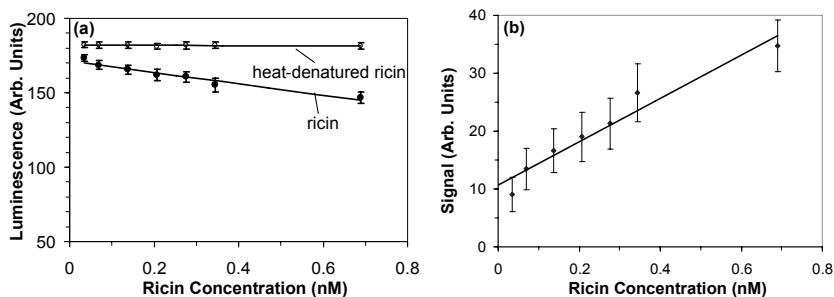 (a)
Luminescence (Arb. Units)
200
150
100
50
heat-denatured ricin
ricin
0
0.2
0.4
0.6
0.8
Ricin Concentration (nM)
(b)
Signal (Arb. Units)
40
30
20
10
0
0
0.2
0.4
0.6
0.8
Ricin Concentration (nM)